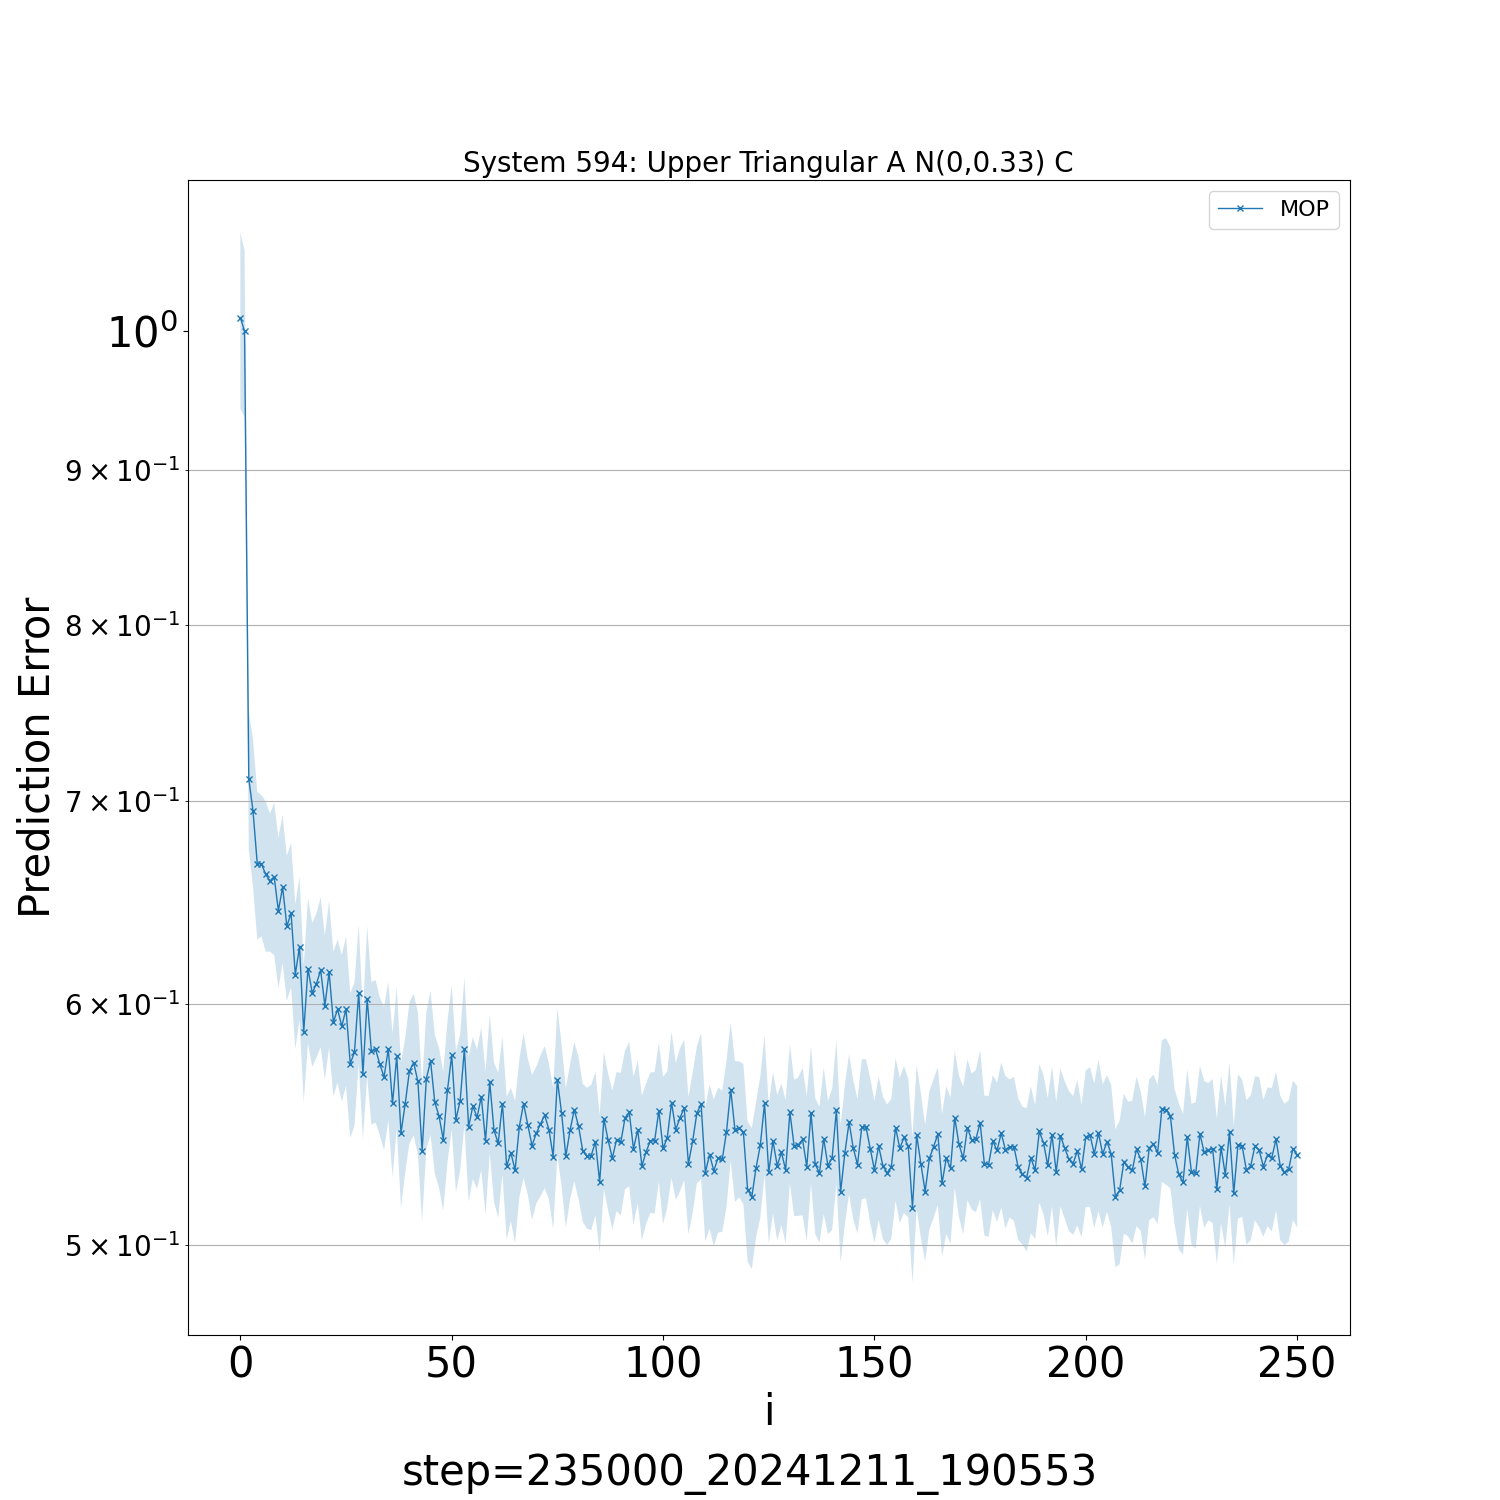 System 594: Upper Triangular A N(0,0.33) C
MOP
Prediction Error
10⁰
9 × 10⁻¹
8 × 10⁻¹
7 × 10⁻¹
6 × 10⁻¹
5 × 10⁻¹
0 50 100 150 200 250
i
step=235000_20241211_190553